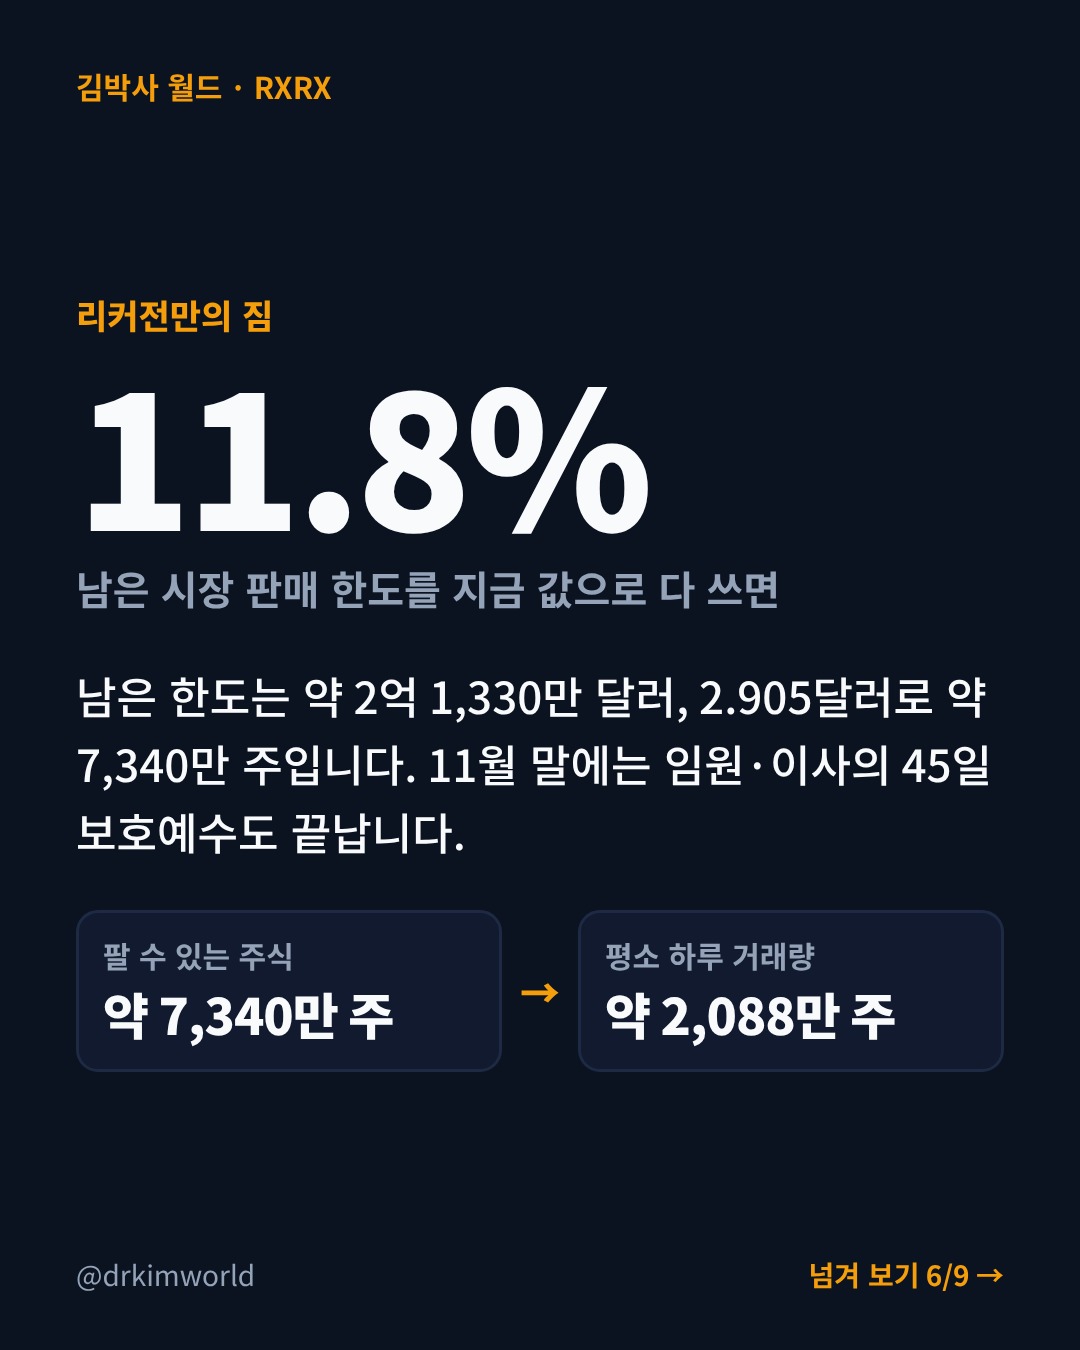 김박사 월드 · RXRX
리커전만의 짐
11.8%
남은 시장 판매 한도를 지금 값으로 다 쓰면
남은 한도는 약 2억 1,330만 달러, 2.905달러로 약
7,340만 주입니다. 11월 말에는 임원·이사의 45일
보호예수도 끝납니다.
팔 수 있는 주식
약 7,340만 주
→
평소 하루 거래량
약 2,088만 주
@drkimworld
넘겨 보기 6/9 →